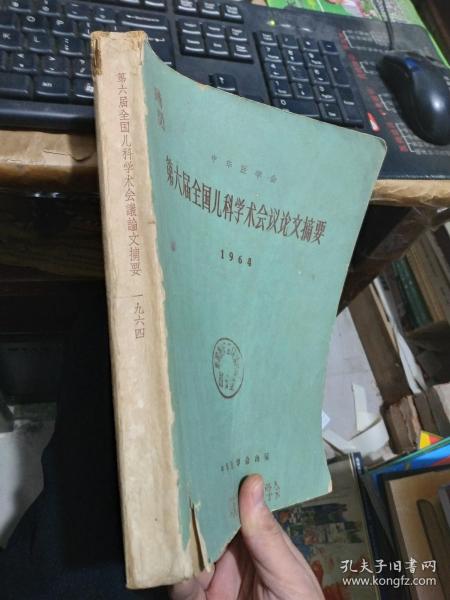 第六届全国儿科学术会議論文摘要 一九六四
中华医学会
第六届全国儿科学术会议论文摘要
1964
孔夫子旧书网
www.kongfz.com